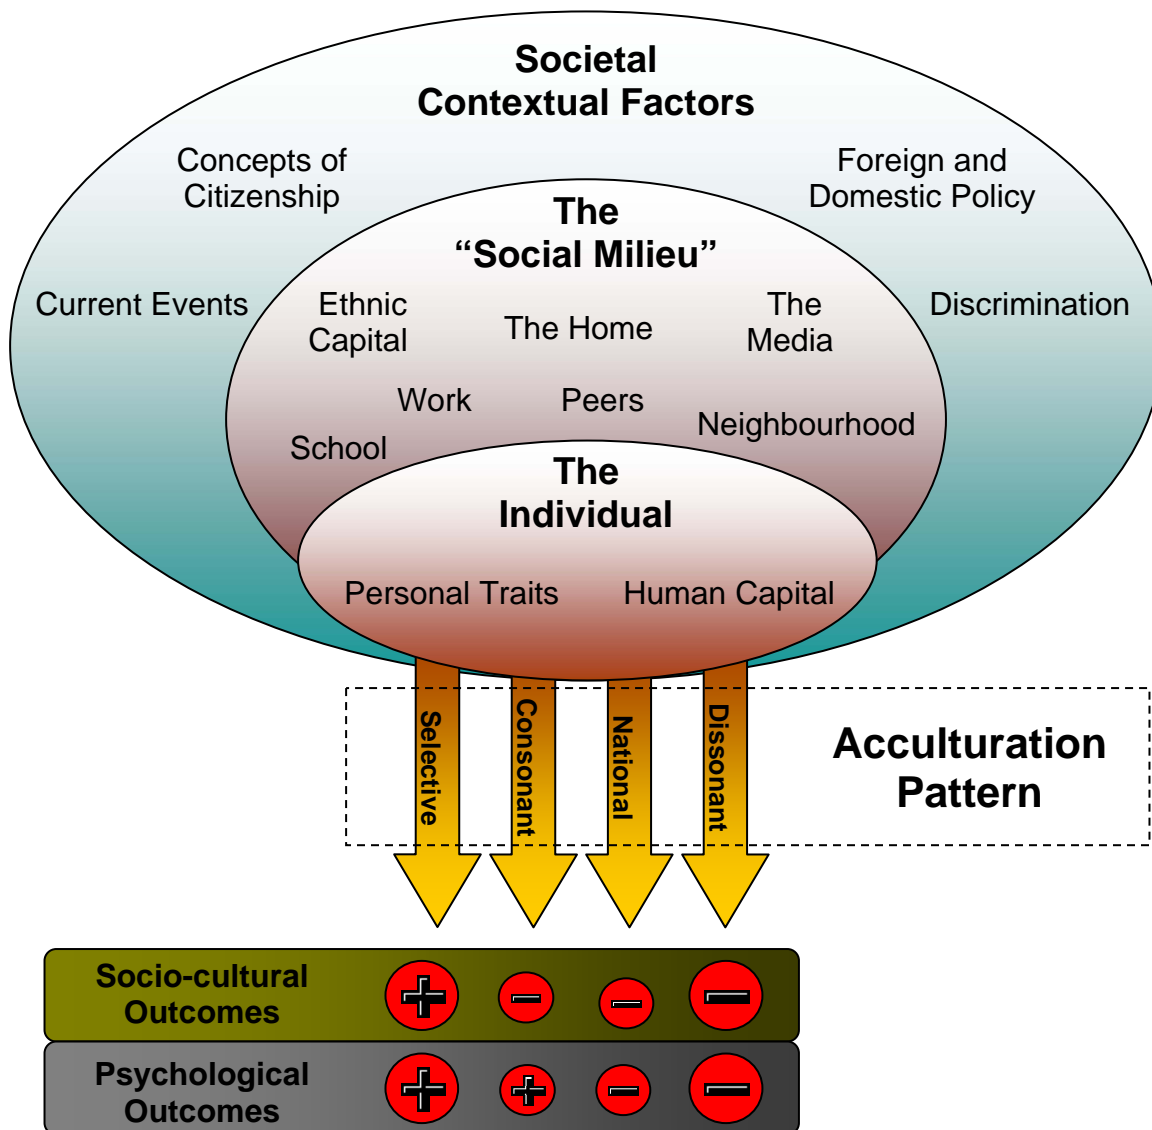 Societal
Contextual Factors
Concepts of
Citizenship
Foreign and
Domestic Policy
The
“Social Milieu”
Current Events
Ethnic
Capital
The Home
The
Media
Discrimination
Work
Peers
Neighbourhood
School
The
Individual
Personal Traits
Human Capital
Selective
Consonant
National
Dissonant
Acculturation
Pattern
Socio-cultural
Outcomes
+ − − −
Psychological
Outcomes
+ + − −